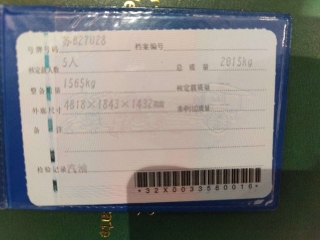 号牌号码 苏B2TU28 档案编号
核定载人数 5人 总质量 2015kg
整备质量 1565kg 核定载质量
外廓尺寸 4818×1843×1432mm 准牵引总质量
备注
检验记录 汽油
*32X0033580016*